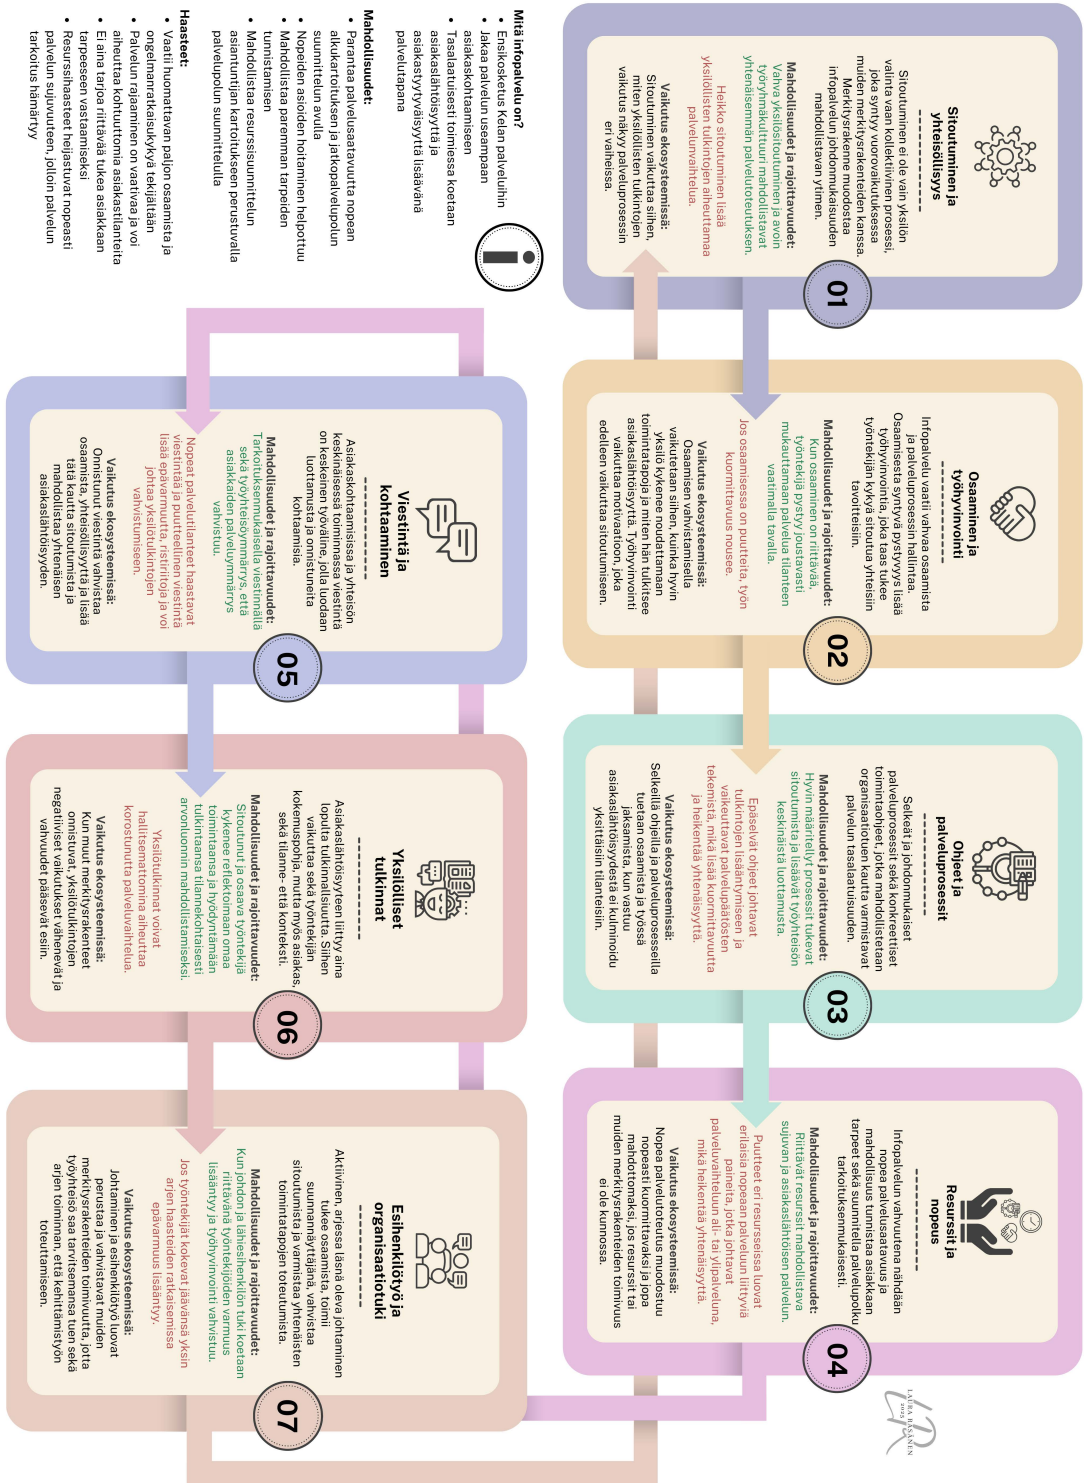 01
Sitoutuminen ja
yhteisöllisyys
Sitoutuminen ei ole vain yksilön
valinta vaan kollektiivinen prosessi,
joka syntyy vuorovaikutuksessa
muiden merkitysrakenteiden kanssa.
Merkitysrakenne muodostaa
infopalvelun johdonmukaisuuden
mahdollistavan ytimen.
Mahdollisuudet ja rajoittavuudet:
Vahva yksilösitoutuminen ja avoin
työryhmäkulttuuri mahdollistavat
yhtenäisemmän palvelutoteutuksen.
Heikko sitoutuminen lisää
yksilöllisten tulkintojen aiheuttamaa
palvelunvaihtelua.
Vaikutus ekosysteemissä:
Sitoutuminen vaikuttaa siihen,
miten yksilöllisten tulkintojen
vaikutus näkyy palveluprosessin
eri vaiheissa.
02
Osaaminen ja
työhyvinvointi
Infopalvelu vaatii vahvaa osaamista
ja palveluprosessin hallintaa.
Osaamisesta syntyvä pystyvyys lisää
työhyvinvointia, joka taas tukee
työntekijän kykyä sitoutua yhteisiin
tavoitteisiin.
Mahdollisuudet ja rajoittavuudet:
Kun osaaminen on riittävää,
työntekijä pystyy joustavasti
mukauttamaan palvelua tilanteen
vaatimalla tavalla.
Jos osaamisessa on puutteita, työn
kuormittavuus nousee.
Vaikutus ekosysteemissä:
Osaamisen vahvistamisella
vaikutetaan siihen, kuinka hyvin
yksilö kykenee noudattamaan
toimintatapoja ja miten hän tulkitsee
asiakaslähtöisyyttä. Työhyvinvointi
vaikuttaa motivaatioon, joka
edelleen vaikuttaa sitoutumiseen.
03
Ohjeet ja
palveluprosessit
Selkeät ja johdonmukaiset
palveluprosessit sekä konkreettiset
toimintaohjeet, jotka mahdollistetaan
organisaatiotuen kautta varmistavat
palvelun tasalaatuisuuden.
Mahdollisuudet ja rajoittavuudet:
Hyvin määritellyt prosessit tukevat
sitoutumista ja lisäävät työyhteisön
keskinäistä luottamusta.
Epäselvät ohjeet johtavat
tulkintojen lisääntymiseen ja
vaikeuttavat palvelupäätösten
tekemistä, mikä lisää kuormittavuutta
ja heikentää yhtenäisyyttä.
Vaikutus ekosysteemissä:
Selkeillä ohjeilla ja palveluprosesseilla
tuetaan osaamista ja työssä
jaksamista, kun vastuu
asiakaslähtöisyydestä ei kulminoidu
yksittäisiin tilanteisiin.
04
Resurssit ja
nopeus
Infopalvelun vahvuutena nähdään
nopea palvelusaatavuus ja
mahdollisuus tunnistaa asiakkaan
tarpeet sekä suunnitella palvelupolku
tarkoituksenmukaisesti.
Mahdollisuudet ja rajoittavuudet:
Riittävät resurssit mahdollistava
sujuvan ja asiakaslähtöisen palvelun.
Puutteet eri resursseissa luovat
erilaisia nopeaan palveluun liittyviä
paineita, jotka johtavat
palveluvaihteluun ali- tai ylipalveluna,
mikä heikentää yhtenäisyyttä.
Vaikutus ekosysteemissä:
Nopea palvelutoteutus muodostuu
nopeasti kuormittavaksi ja jopa
mahdottomaksi, jos resurssit tai
muiden merkitysrakenteiden toimivuus
ei ole kunnossa.
LR
LAURA BASÄNEN
2025
Mitä infopalvelu on?
• Ensikosketus Kelan palveluihin
• Jakaa palvelun useampaan
asiakaskohtaamiseen
• Tasalaatuisesti toimiessa koetaan
asiakaslähtöisyyttä ja
asiakastyytyväisyyttä lisäävänä
palvelutapana
Mahdollisuudet:
• Parantaa palvelusaatavuutta nopean
alkukartoituksen ja jatkopalvelupolun
suunnittelun avulla
• Nopeiden asioiden hoitaminen helpottuu
• Mahdollistaa paremman tarpeiden
tunnistamisen
• Mahdollistaa resurssisuunnittelun
asiantuntijan kartoitukseen perustuvalla
palvelupolun suunnittelulla
Haasteet:
• Vaatii huomattavan paljon osaamista ja
ongelmanratkaisukykyä tekijältään
• Palvelun rajaaminen on vaativaa ja voi
aiheuttaa kohtuuttomia asiakastilanteita
• Ei aina tarjoa riittävää tukea asiakkaan
tarpeeseen vastaamiseksi
• Resurssihaasteet heijastuvat nopeasti
palvelun sujuvuuteen, jolloin palvelun
tarkoitus hämärtyy
05
Viestintä ja
kohtaaminen
Asiakaskohtaamisissa ja yhteisön
keskinäisessä toiminnassa viestintä
on keskeinen työväline, jolla luodaan
luottamusta ja onnistuneita
kohtaamisia.
Mahdollisuudet ja rajoittavuudet:
Tarkoituksenmukaisella viestinnällä
sekä työyhteisöymmärrys, että
asiakkaiden palveluymmärrys
vahvistuu.
Nopeat palvelutilanteet haastavat
viestintää ja puutteellinen viestintä
lisää epävarmuutta, ristiriitoja ja voi
johtaa yksilötulkintojen
vahvistumiseen.
Vaikutus ekosysteemissä:
Onnistunut viestintä vahvistaa
osaamista, yhteisöllisyyttä ja lisää
tätä kautta sitoutumista ja
mahdollistaa yhtenäisen
asiakaslähtöisyyden.
06
Yksilölliset
tulkinnat
Asiakaslähtöisyyteen liittyy aina
lopulta tulkinnallisuutta. Siihen
vaikuttaa sekä työntekijän
kokemuspohja, mutta myös asiakas,
sekä tilanne- että konteksti.
Mahdollisuudet ja rajoittavuudet:
Sitoutunut ja osaava työntekijä
kykenee reflektoimaan omaa
toimintaansa ja hyödyntämään
tulkintaansa tilannekohtaisesti
arvonluonnin mahdollistamiseksi.
Yksilötulkinnat voivat
hallitsemattomina aiheuttaa
korostunutta palveluvaihtelua.
Vaikutus ekosysteemissä:
Kun muut merkitysrakenteet
onnistuvat, yksilötulkintojen
negatiiviset vaikutukset vähenevät ja
vahvuudet pääsevät esiin.
07
Esihenkilötyö ja
organisaatiotuki
Aktiivinen, arjessa läsnä oleva johtaminen
tukee osaamista, toimii
suunnannäyttäjänä, vahvistaa
sitoutumista ja varmistaa yhtenäisten
toimintatapojen toteutumista.
Mahdollisuudet ja rajoittavuudet:
Kun johdon ja lähiesihenkilön tuki koetaan
riittävänä työntekijöiden varmuus
lisääntyy ja työhyvinvointi vahvistuu.
Jos työntekijät kokevat jäävänsä yksin
arjen haasteiden ratkaisemisessa
epävarmuus lisääntyy.
Vaikutus ekosysteemissä:
Johtaminen ja esihenkilötyö luovat
perustaa ja vahvistavat muiden
merkitysrakenteiden toimivuutta, jotta
työyhteisö saa tarvitsemansa tuen sekä
arjen toiminnan, että kehittämistyön
toteuttamiseen.